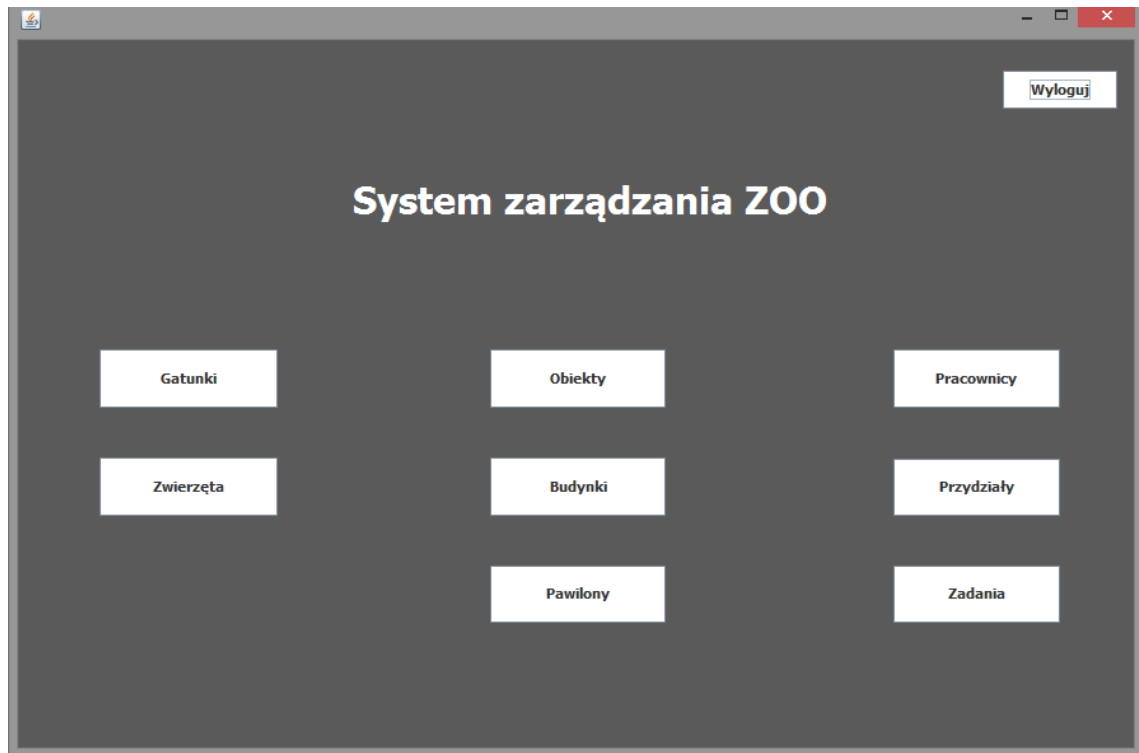 Wyloguj
System zarządzania ZOO
Gatunki
Obiekty
Pracownicy
Zwierzęta
Budynki
Przydziały
Pawilony
Zadania